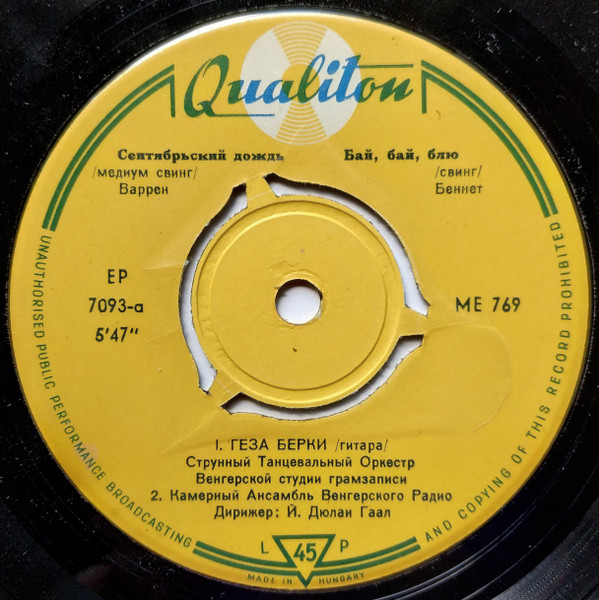 Qualiton
Сентябрьский дождь
/медиум свинг/
Варрен
Бай, бай, блю
/свинг/
Беннет
EP
7093-a
5'47"
ME 769
1. ГЕЗА БЕРКИ /гитара/
Струнный Танцевальный Оркестр
Венгерской студии грамзаписи
2. Камерный Ансамбль Венгерского Радио
Дирижер: Й. Дюлаи Гаал
L 45 P
MADE IN HUNGARY
UNAUTHORISED PUBLIC PERFORMANCE BROADCASTING
AND COPYING OF THIS RECORD PROHIBITED